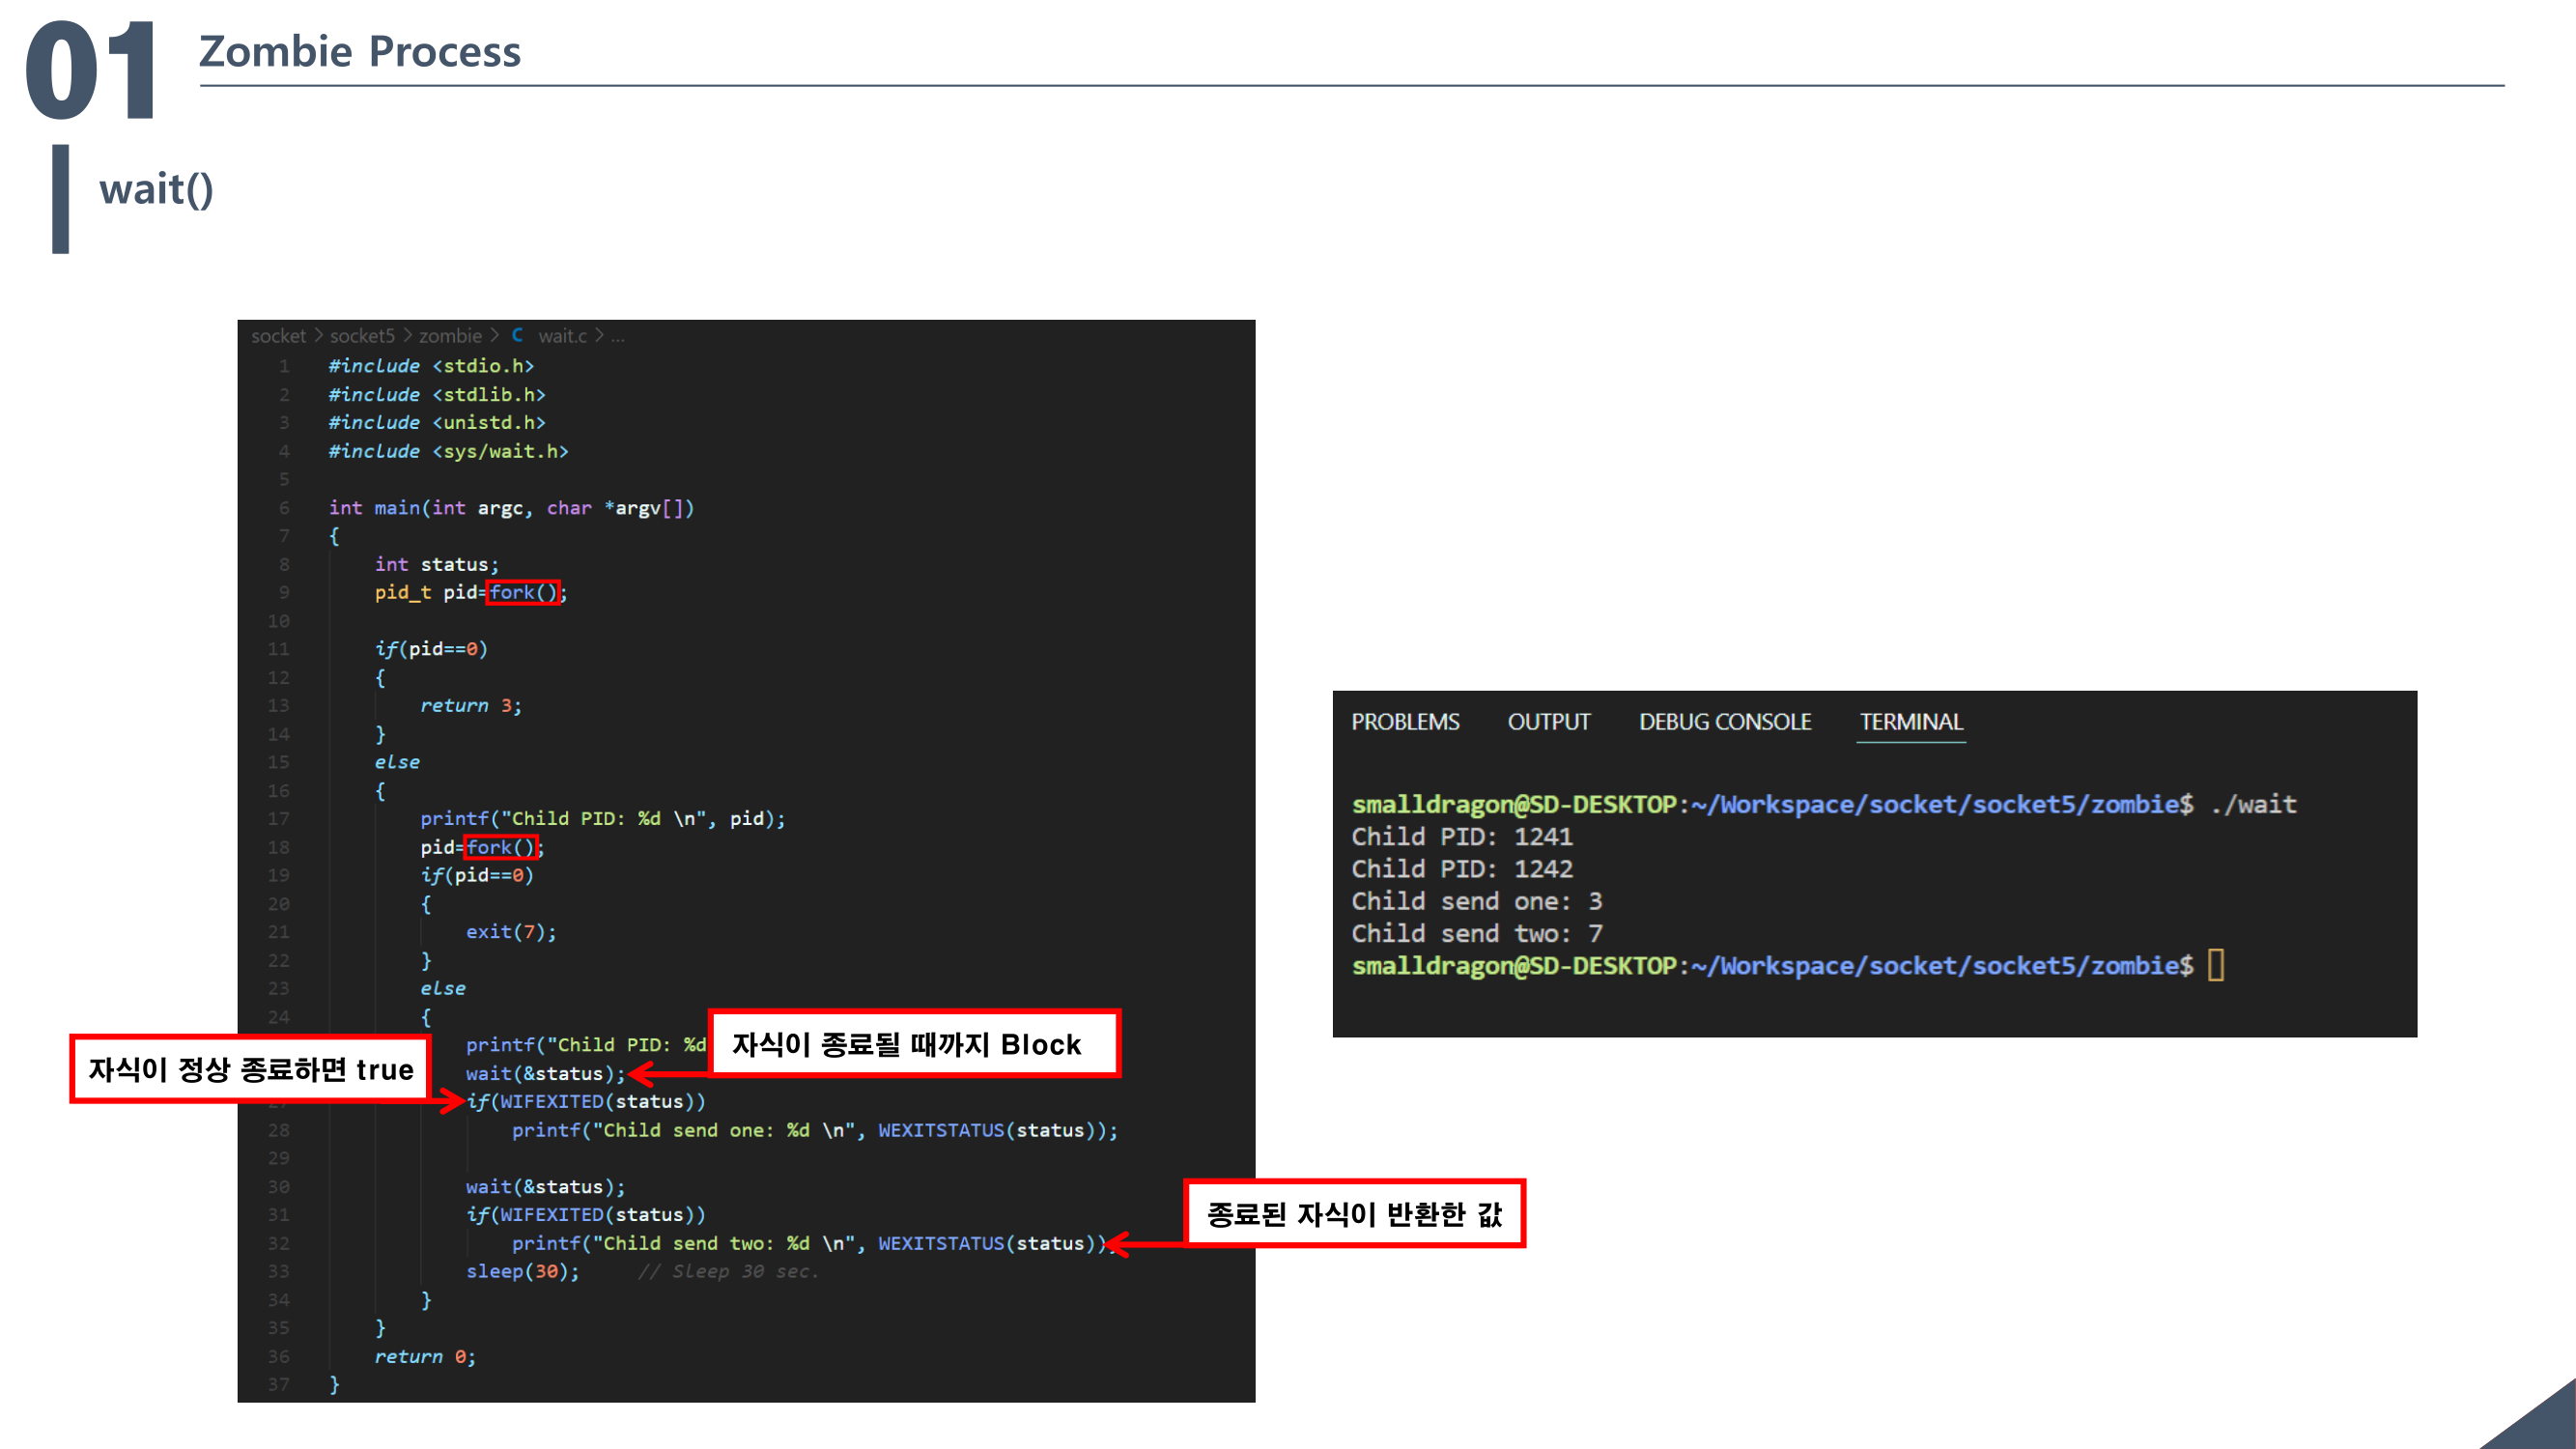 01
Zombie Process
wait()
socket > socket5 > zombie > C wait.c > ...
1 #include <stdio.h>
2 #include <stdlib.h>
3 #include <unistd.h>
4 #include <sys/wait.h>
5
6 int main(int argc, char *argv[])
7 {
8 int status;
9 pid_t pid=fork();
10
11 if(pid==0)
12 {
13 return 3;
14 }
15 else
16 {
17 printf("Child PID: %d \n", pid);
18 pid=fork();
19 if(pid==0)
20 {
21 exit(7);
22 }
23 else
24 {
printf("Child PID: %d
자식이 종료될 때까지 Block
자식이 정상 종료하면 true
wait(&status);
if(WIFEXITED(status))
28 printf("Child send one: %d \n", WEXITSTATUS(status));
29
30 wait(&status);
31 if(WIFEXITED(status))
종료된 자식이 반환한 값
32 printf("Child send two: %d \n", WEXITSTATUS(status));
33 sleep(30); // Sleep 30 sec.
34 }
35 }
36 return 0;
37 }
PROBLEMS OUTPUT DEBUG CONSOLE TERMINAL
smalldragon@SD-DESKTOP:~/Workspace/socket/socket5/zombie$ ./wait
Child PID: 1241
Child PID: 1242
Child send one: 3
Child send two: 7
smalldragon@SD-DESKTOP:~/Workspace/socket/socket5/zombie$